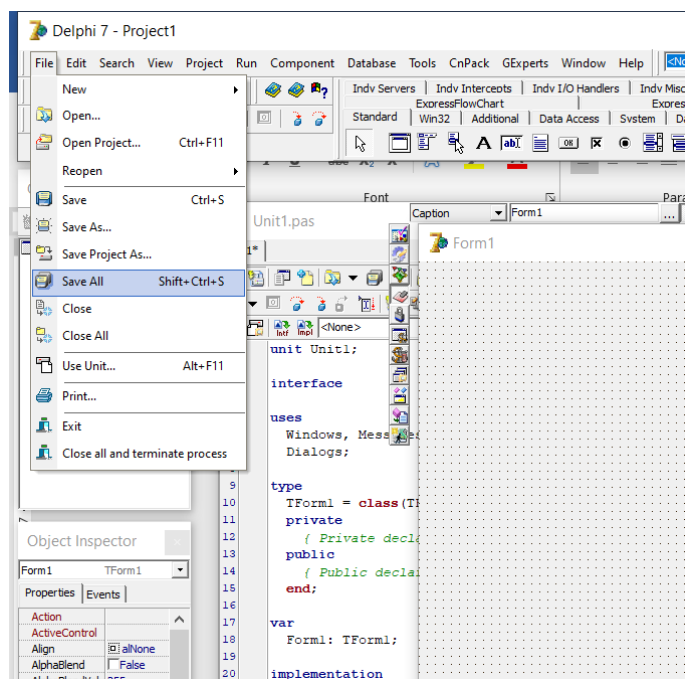 Delphi 7 - Project1
File Edit Search View Project Run Component Database Tools CnPack GExperts Window Help
New
Open...
Open Project... Ctrl+F11
Reopen
Save Ctrl+S
Save As...
Save Project As...
Save All Shift+Ctrl+S
Close
Close All
Use Unit... Alt+F11
Print...
Exit
Close all and terminate process
Indy Servers Indy Intercepts Indy I/O Handlers Indy Misc
ExpressFlowChart
Standard Win32 Additional Data Access System
Font
Caption Form1 ...
Unit1.pas
Form1
Intf Impl <None>
unit Unit1;
interface
uses
Windows,
Dialogs;
9 type
10 TForm1 = class(
11 private
12 { Private
13 public
14 { Public
15 end;
16
17 var
18 Form1: TForm1;
19
20 implementation
Object Inspector
Form1 TForm1
Properties Events
Action
ActiveControl
Align alNone
AlphaBlend False